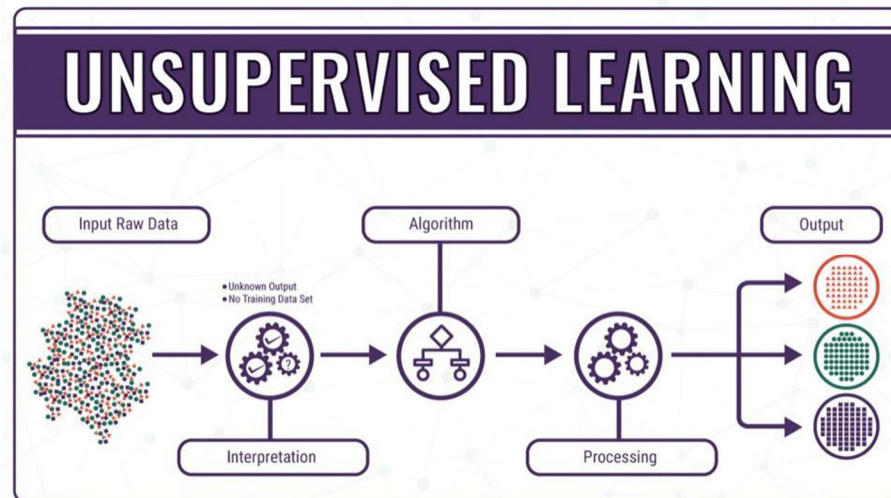 UNSUPERVISED LEARNING
Input Raw Data
Algorithm
Output
• Unknown Output
• No Training Data Set
?
Interpretation
Processing